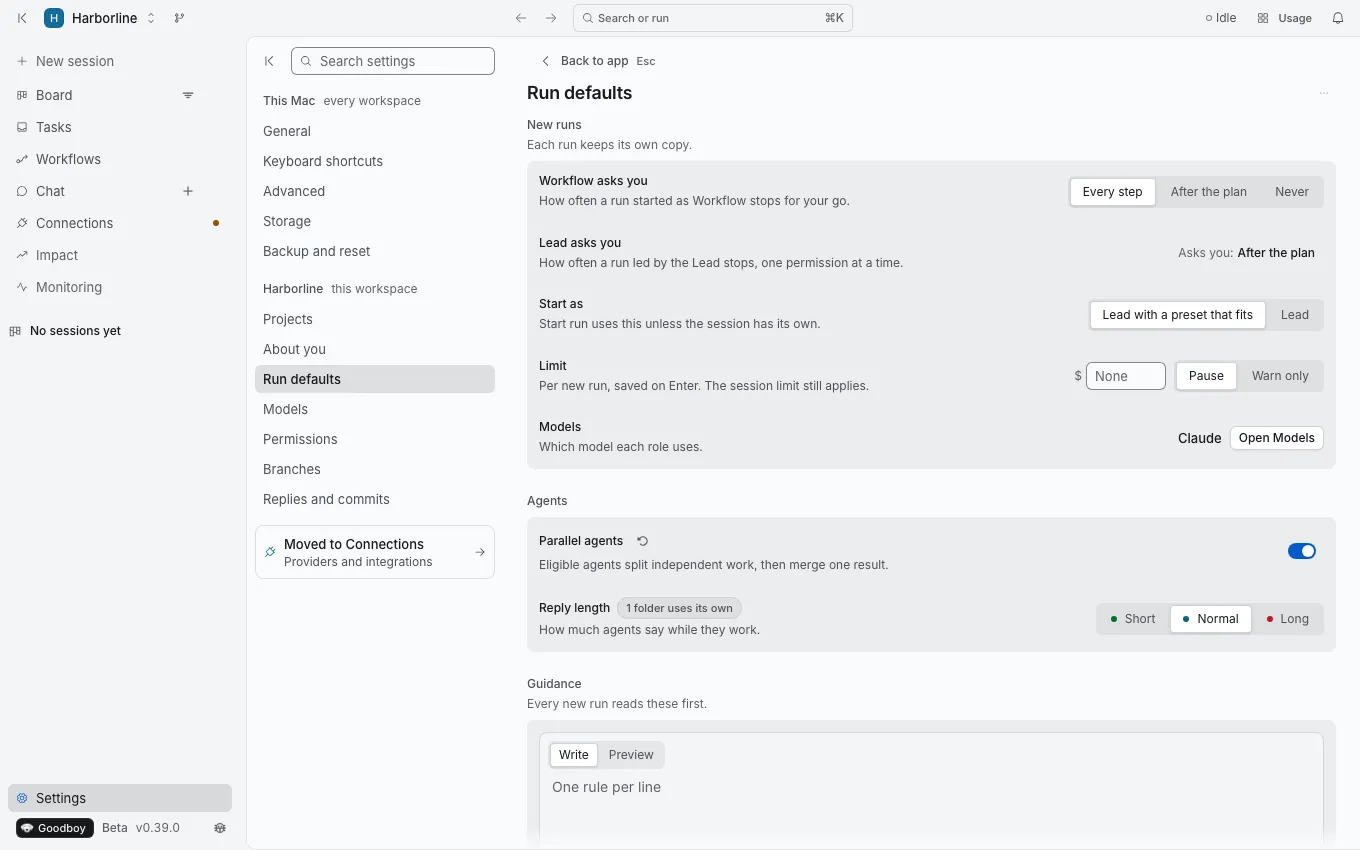 H Harborline
Search or run ⌘K
Idle
Usage
New session
Board
Tasks
Workflows
Chat
Connections
Impact
Monitoring
No sessions yet
Settings
Goodboy Beta v0.39.0
Search settings
This Mac every workspace
General
Keyboard shortcuts
Advanced
Storage
Backup and reset
Harborline this workspace
Projects
About you
Run defaults
Models
Permissions
Branches
Replies and commits
Moved to Connections
Providers and integrations
Back to app Esc
Run defaults
New runs
Each run keeps its own copy.
Workflow asks you
How often a run started as Workflow stops for your go.
Every step After the plan Never
Lead asks you
How often a run led by the Lead stops, one permission at a time.
Asks you: After the plan
Start as
Start run uses this unless the session has its own.
Lead with a preset that fits Lead
Limit
Per new run, saved on Enter. The session limit still applies.
$ None Pause Warn only
Models
Which model each role uses.
Claude Open Models
Agents
Parallel agents
Eligible agents split independent work, then merge one result.
Reply length 1 folder uses its own
How much agents say while they work.
Short Normal Long
Guidance
Every new run reads these first.
Write Preview
One rule per line